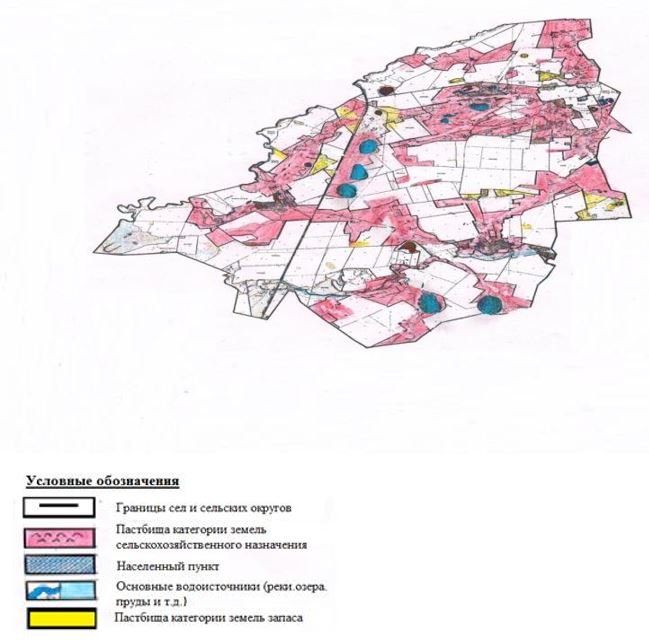 Условные обозначения
Границы сел и сельских округов
Пастбища категории земель
сельскохозяйственного назначения
Населенный пункт
Основные водоисточники (реки.озера.
пруды и т.д.)
Пастбища категории земель запаса